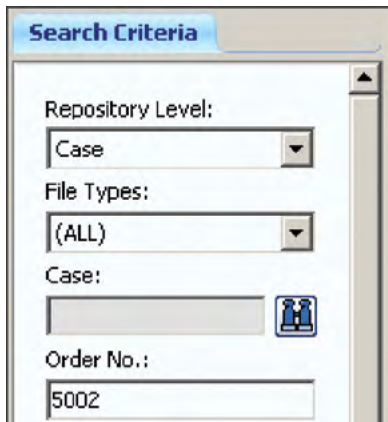 Search Criteria
Repository Level:
Case
File Types:
(ALL)
Case:
Order No.:
5002